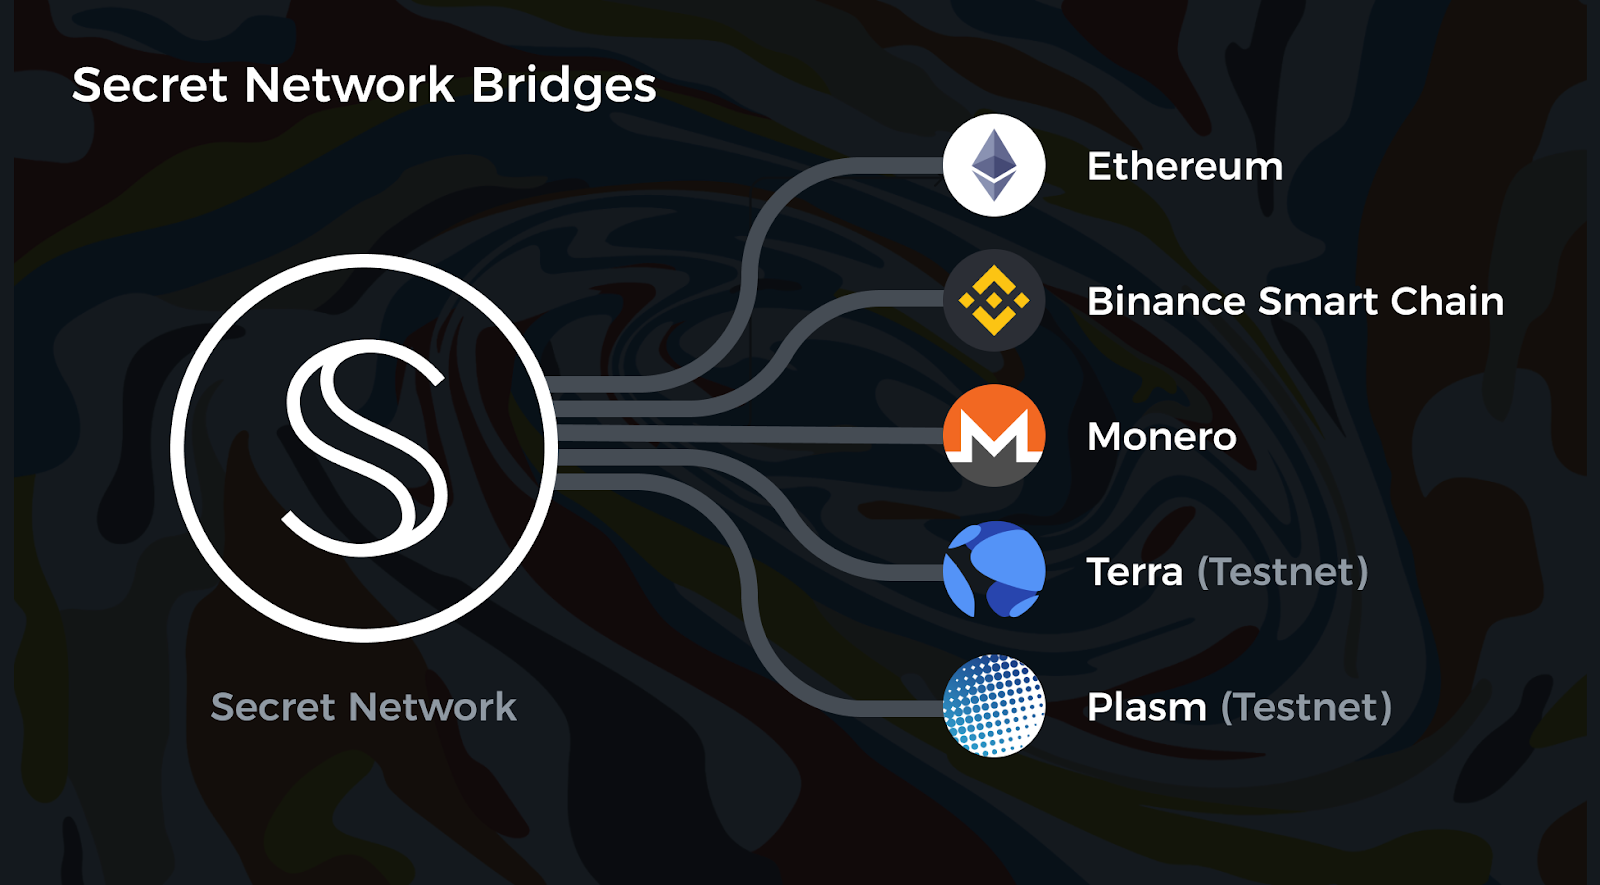 Secret Network Bridges
Ethereum
Binance Smart Chain
Monero
Terra (Testnet)
Plasm (Testnet)
Secret Network